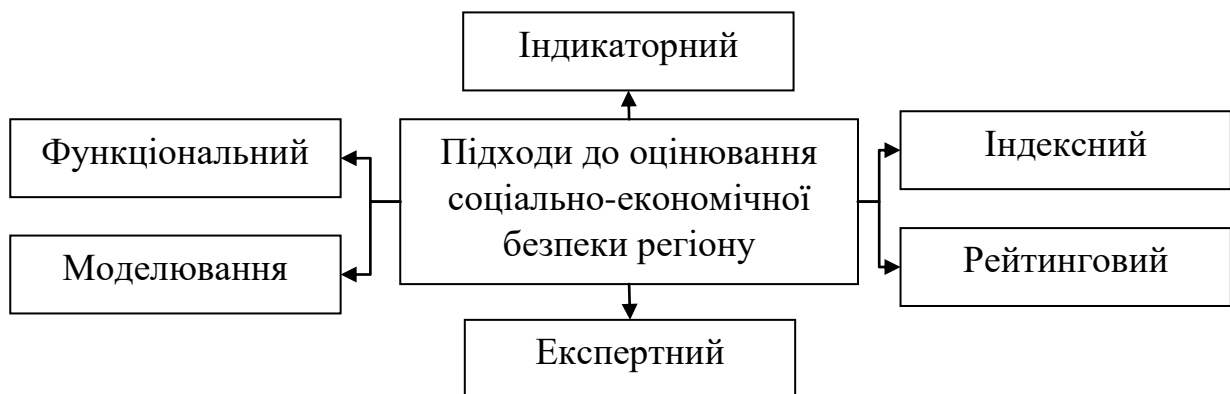 Індикаторний
Функціональний
Підходи до оцінювання
соціально-економічної
безпеки регіону
Індексний
Моделювання
Рейтинговий
Експертний